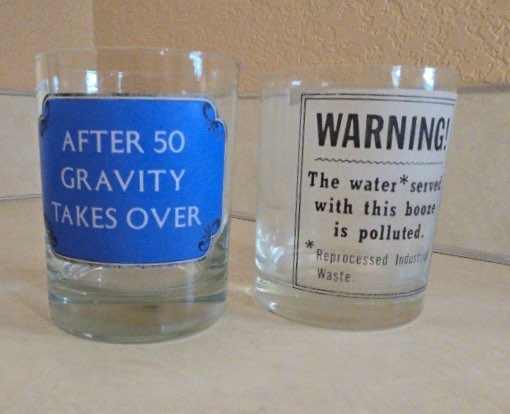 AFTER 50
GRAVITY
TAKES OVER
WARNING!
The water*served
with this booze
is polluted.
*Reprocessed Industrial
Waste.